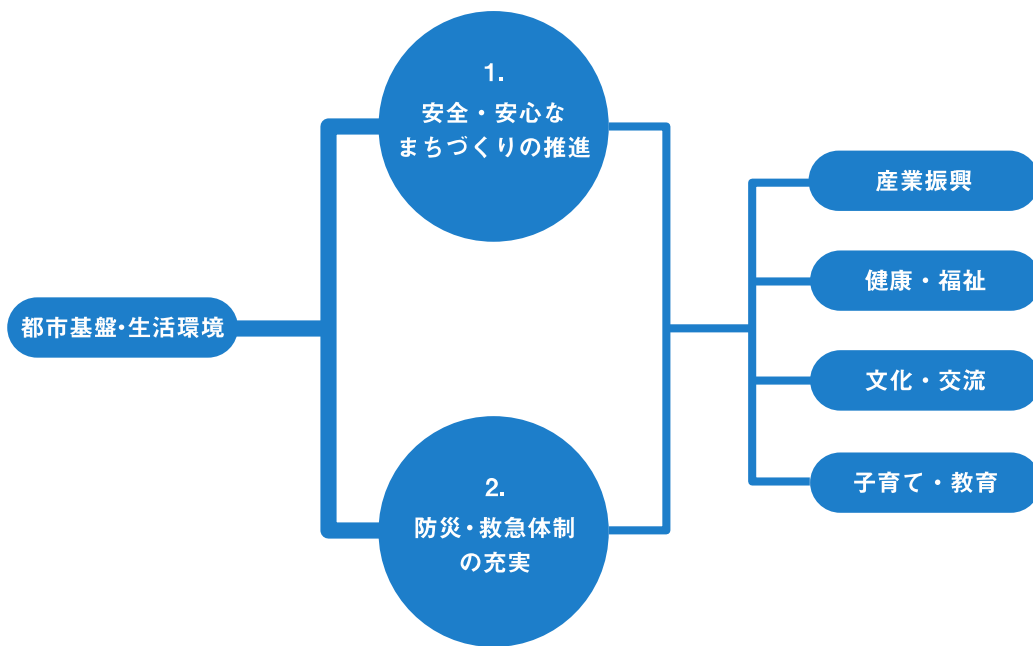 都市基盤・生活環境
1.
安全・安心な
まちづくりの推進
2.
防災・救急体制
の充実
産業振興
健康・福祉
文化・交流
子育て・教育